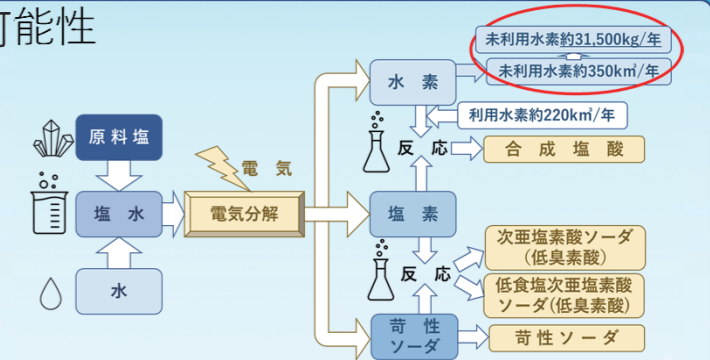 可能性
未利用水素約31,500kg/年
未利用水素約350k㎥/年
水素
利用水素約220k㎥/年
原料塩
反応
合成塩酸
電気
塩水
電気分解
塩素
次亜塩素酸ソーダ
(低臭素酸)
反応
低食塩次亜塩素酸
ソーダ(低臭素酸)
水
苛性
ソーダ
苛性ソーダ